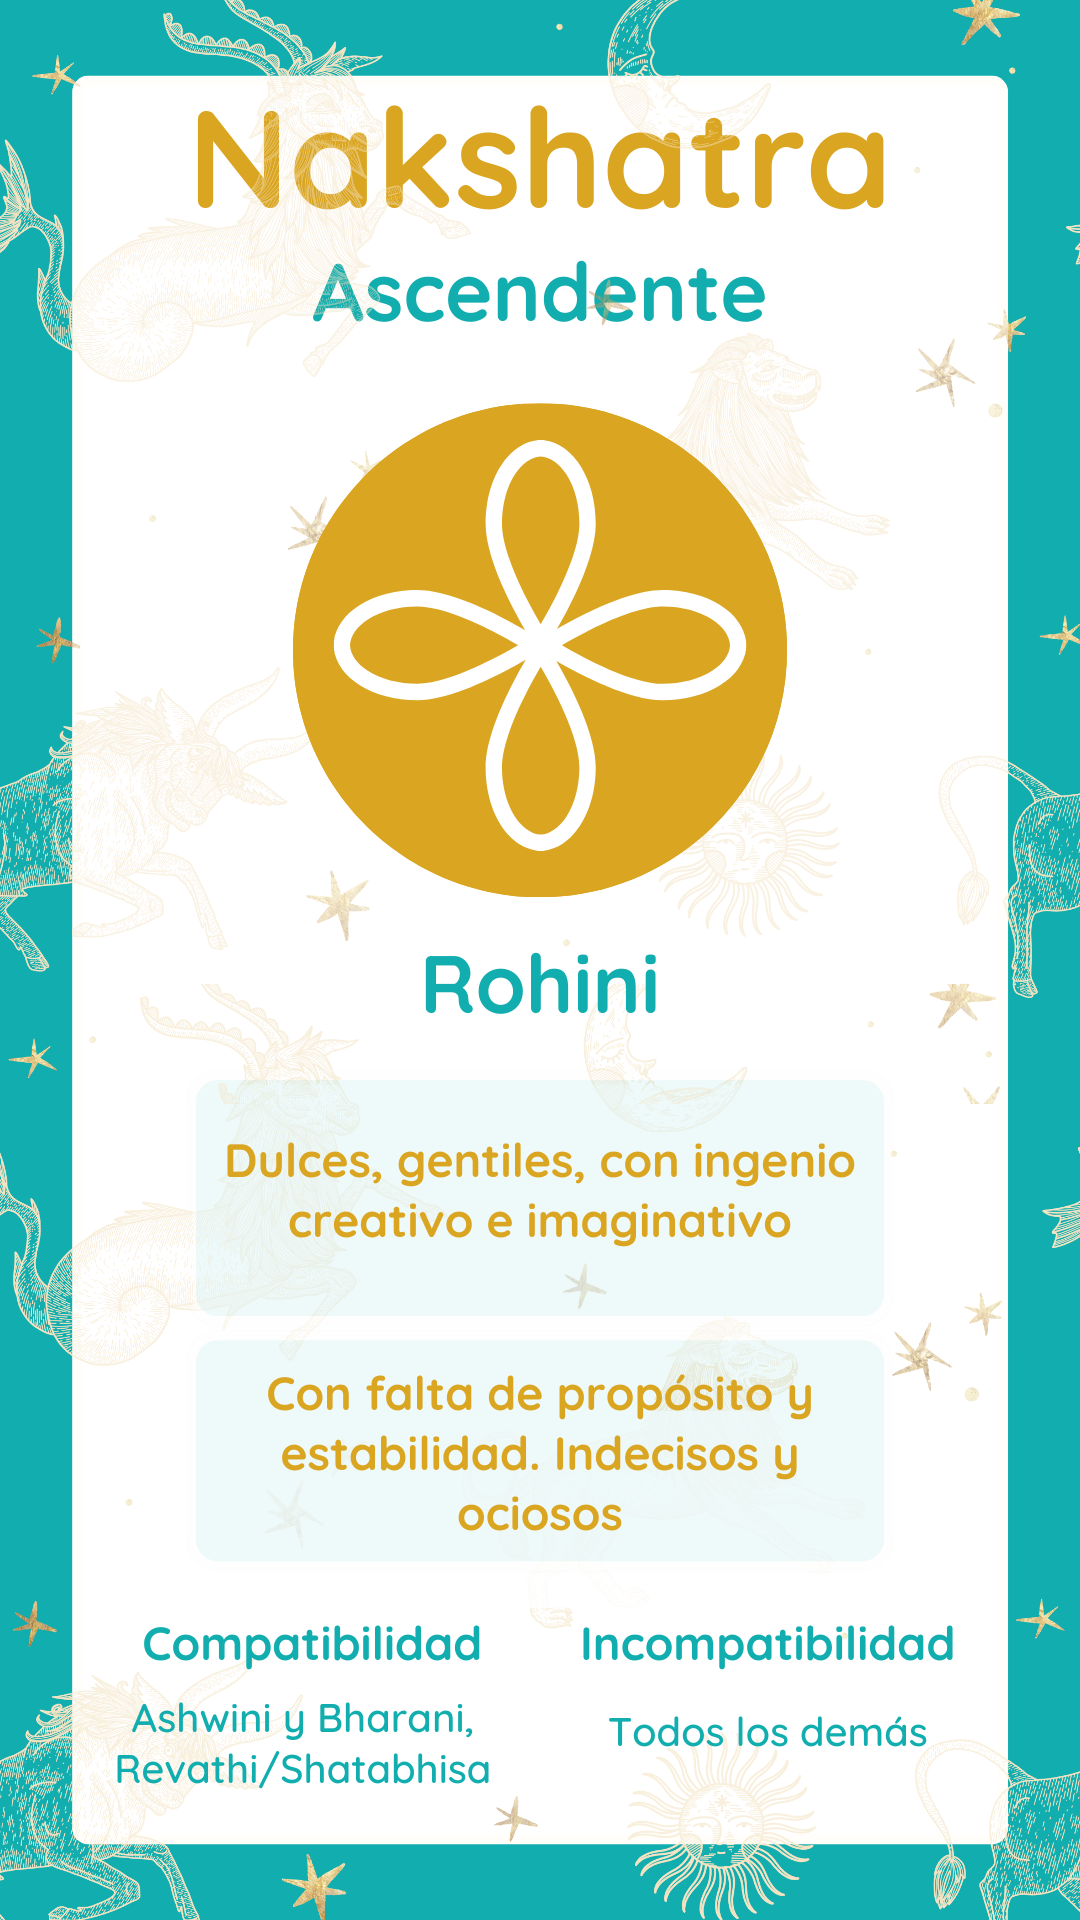 Nakshatra
Ascendente
Rohini
Dulces, gentiles, con ingenio
creativo e imaginativo
Con falta de propósito y
estabilidad. Indecisos y
ociosos
Compatibilidad
Ashwini y Bharani,
Revathi/Shatabhisa
Incompatibilidad
Todos los demás